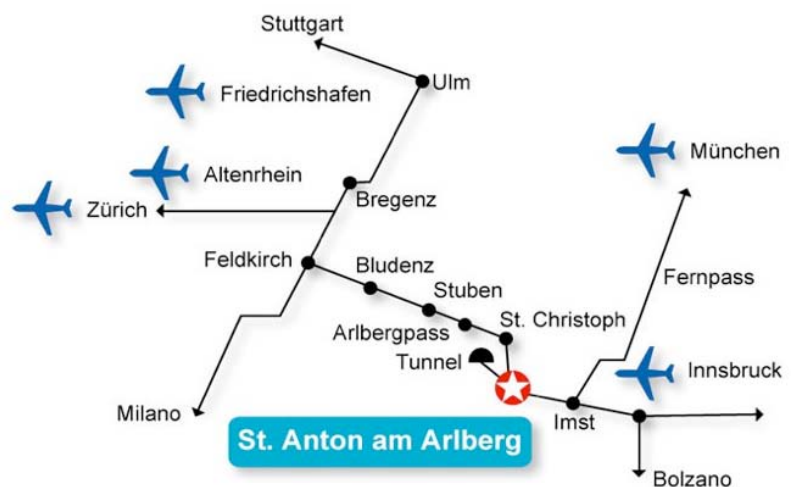 Stuttgart
Ulm
Friedrichshafen
München
Altenrhein
Bregenz
Zürich
Feldkirch
Bludenz
Fernpass
Stuben
St. Christoph
Arlbergpass
Tunnel
Innsbruck
Milano
Imst
St. Anton am Arlberg
Bolzano